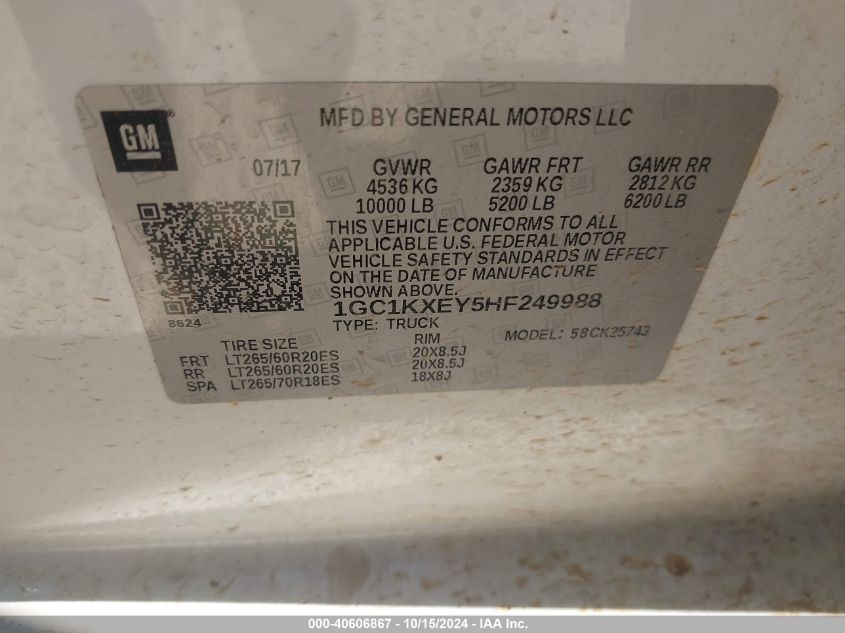 GM
MFD BY GENERAL MOTORS LLC
07/17 GVWR GAWR FRT GAWR RR
4536 KG 2359 KG 2812 KG
10000 LB 5200 LB 6200 LB
THIS VEHICLE CONFORMS TO ALL
APPLICABLE U.S. FEDERAL MOTOR
VEHICLE SAFETY STANDARDS IN EFFECT
ON THE DATE OF MANUFACTURE
SHOWN ABOVE.
1GC1KXEY5HF249988
8624 TYPE: TRUCK MODEL: 58CK25743
TIRE SIZE RIM
FRT LT265/60R20ES 20X8.5J
RR LT265/60R20ES 20X8.5J
SPA LT265/70R18ES 18X8J
000-40606867 - 10/15/2024 - IAA Inc.